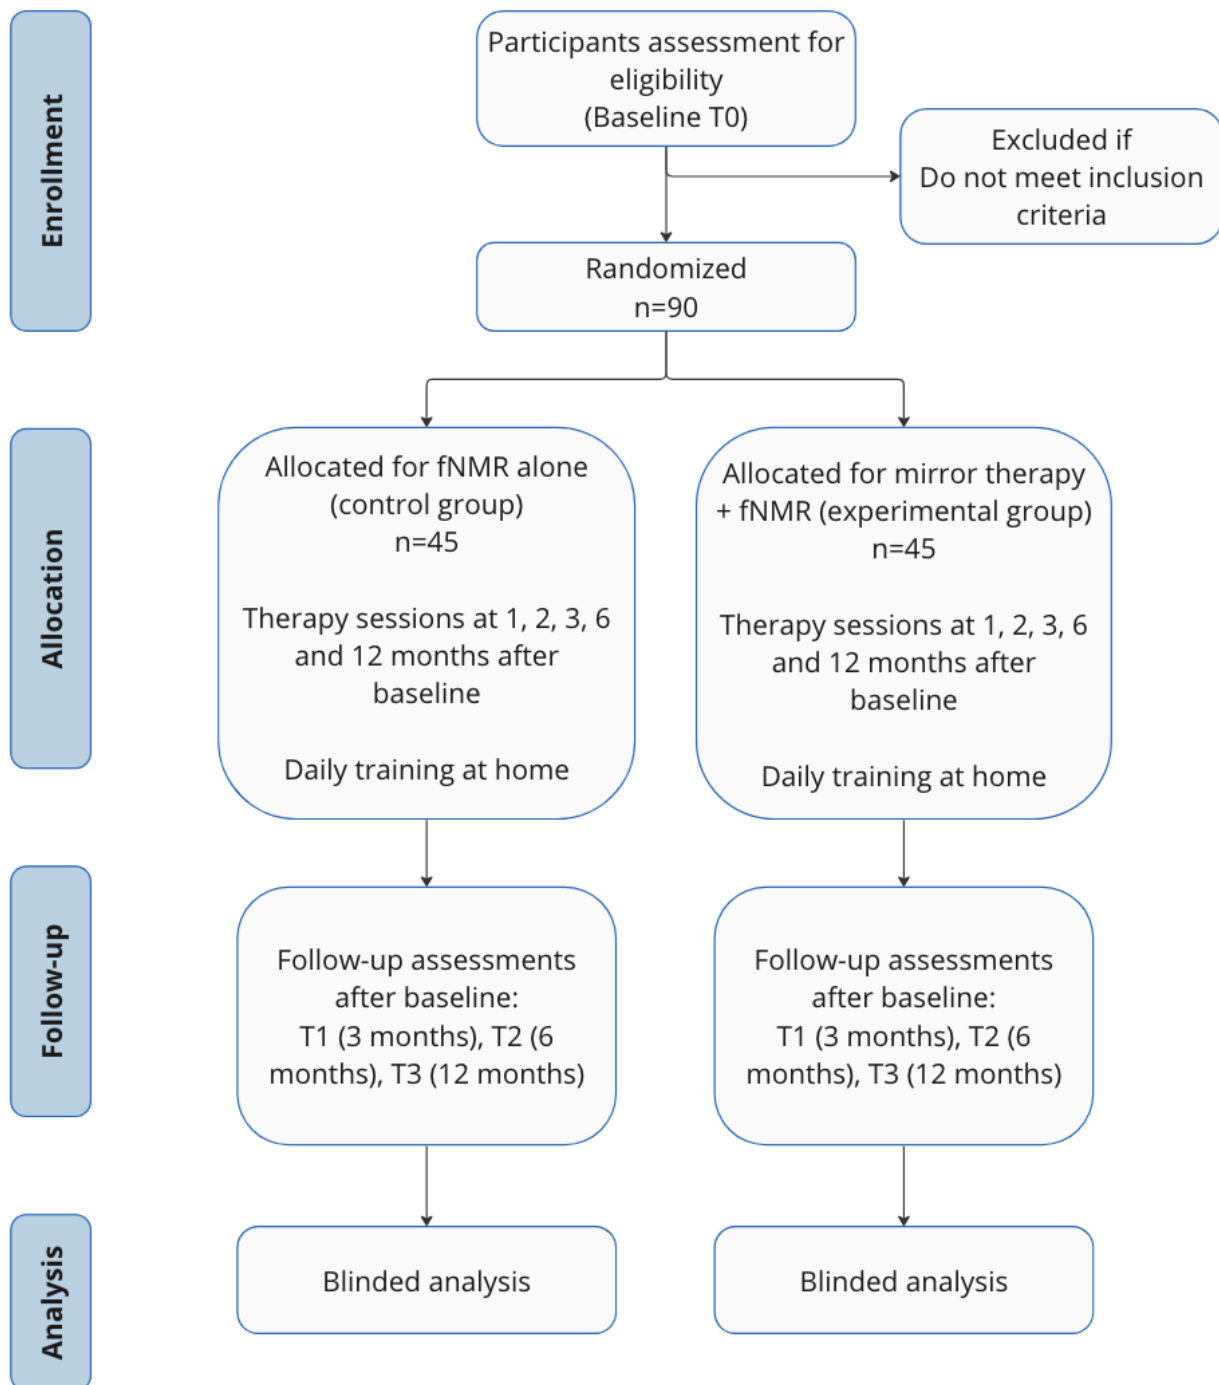 Enrollment
Participants assessment for
eligibility
(Baseline T0)
Excluded if
Do not meet inclusion
criteria
Randomized
n=90
Allocation
Allocated for fNMR alone
(control group)
n=45
Therapy sessions at 1, 2, 3, 6
and 12 months after
baseline
Daily training at home
Allocated for mirror therapy
+ fNMR (experimental group)
n=45
Therapy sessions at 1, 2, 3, 6
and 12 months after
baseline
Daily training at home
Follow-up
Follow-up assessments
after baseline:
T1 (3 months), T2 (6
months), T3 (12 months)
Follow-up assessments
after baseline:
T1 (3 months), T2 (6
months), T3 (12 months)
Analysis
Blinded analysis
Blinded analysis